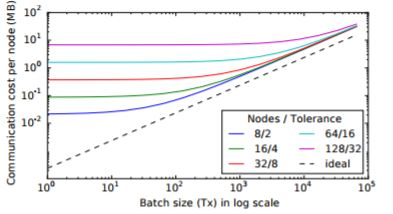 Communication cost per node (MB)
10^2
10^1
10^0
10^-1
10^-2
10^0 10^1 10^2 10^3 10^4 10^5
Batch size (Tx) in log scale
Nodes / Tolerance
8/2 64/16
16/4 128/32
32/8 ideal